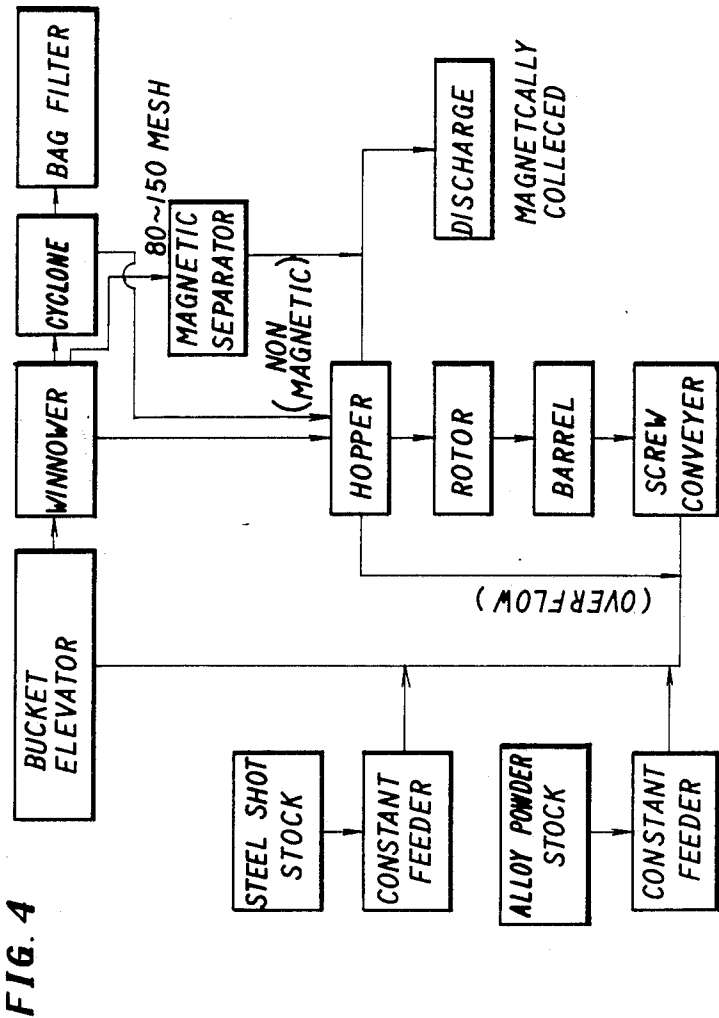 FIG. 4
BUCKET
ELEVATOR
WINNOWER
CYCLONE
BAG FILTER
80~150 MESH
MAGNETIC
SEPARATOR
(NON
MAGNETIC)
STEEL SHOT
STOCK
CONSTANT
FEEDER
ALLOY POWDER
STOCK
CONSTANT
FEEDER
(OVERFLOW)
HOPPER
ROTOR
BARREL
SCREW
CONVEYER
DISCHARGE
MAGNETCALLY
COLLECED